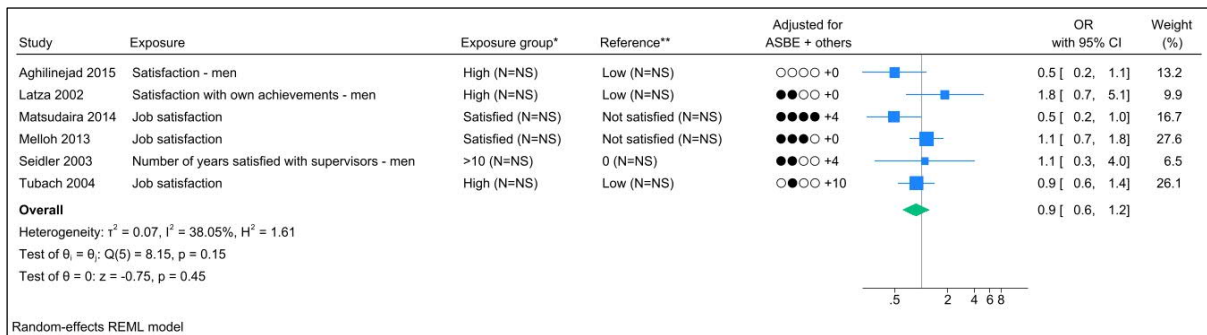 Study Exposure Exposure group* Reference** Adjusted for ASBE + others OR with 95% CI Weight (%)
Aghilinejad 2015 Satisfaction - men High (N=NS) Low (N=NS) ○○○○ +0 0.5 [ 0.2, 1.1] 13.2
Latza 2002 Satisfaction with own achievements - men High (N=NS) Low (N=NS) ●●○○ +0 1.8 [ 0.7, 5.1] 9.9
Matsudaira 2014 Job satisfaction Satisfied (N=NS) Not satisfied (N=NS) ●●●● +4 0.5 [ 0.2, 1.0] 16.7
Melloh 2013 Job satisfaction Satisfied (N=NS) Not satisfied (N=NS) ●●●○ +0 1.1 [ 0.7, 1.8] 27.6
Seidler 2003 Number of years satisfied with supervisors - men >10 (N=NS) 0 (N=NS) ●●○○ +4 1.1 [ 0.3, 4.0] 6.5
Tubach 2004 Job satisfaction High (N=NS) Low (N=NS) ○●○○ +10 0.9 [ 0.6, 1.4] 26.1
Overall 0.9 [ 0.6, 1.2]
Heterogeneity: τ² = 0.07, I² = 38.05%, H² = 1.61
Test of θᵢ = θⱼ: Q(5) = 8.15, p = 0.15
Test of θ = 0: z = -0.75, p = 0.45
.5 2 4 6 8
Random-effects REML model